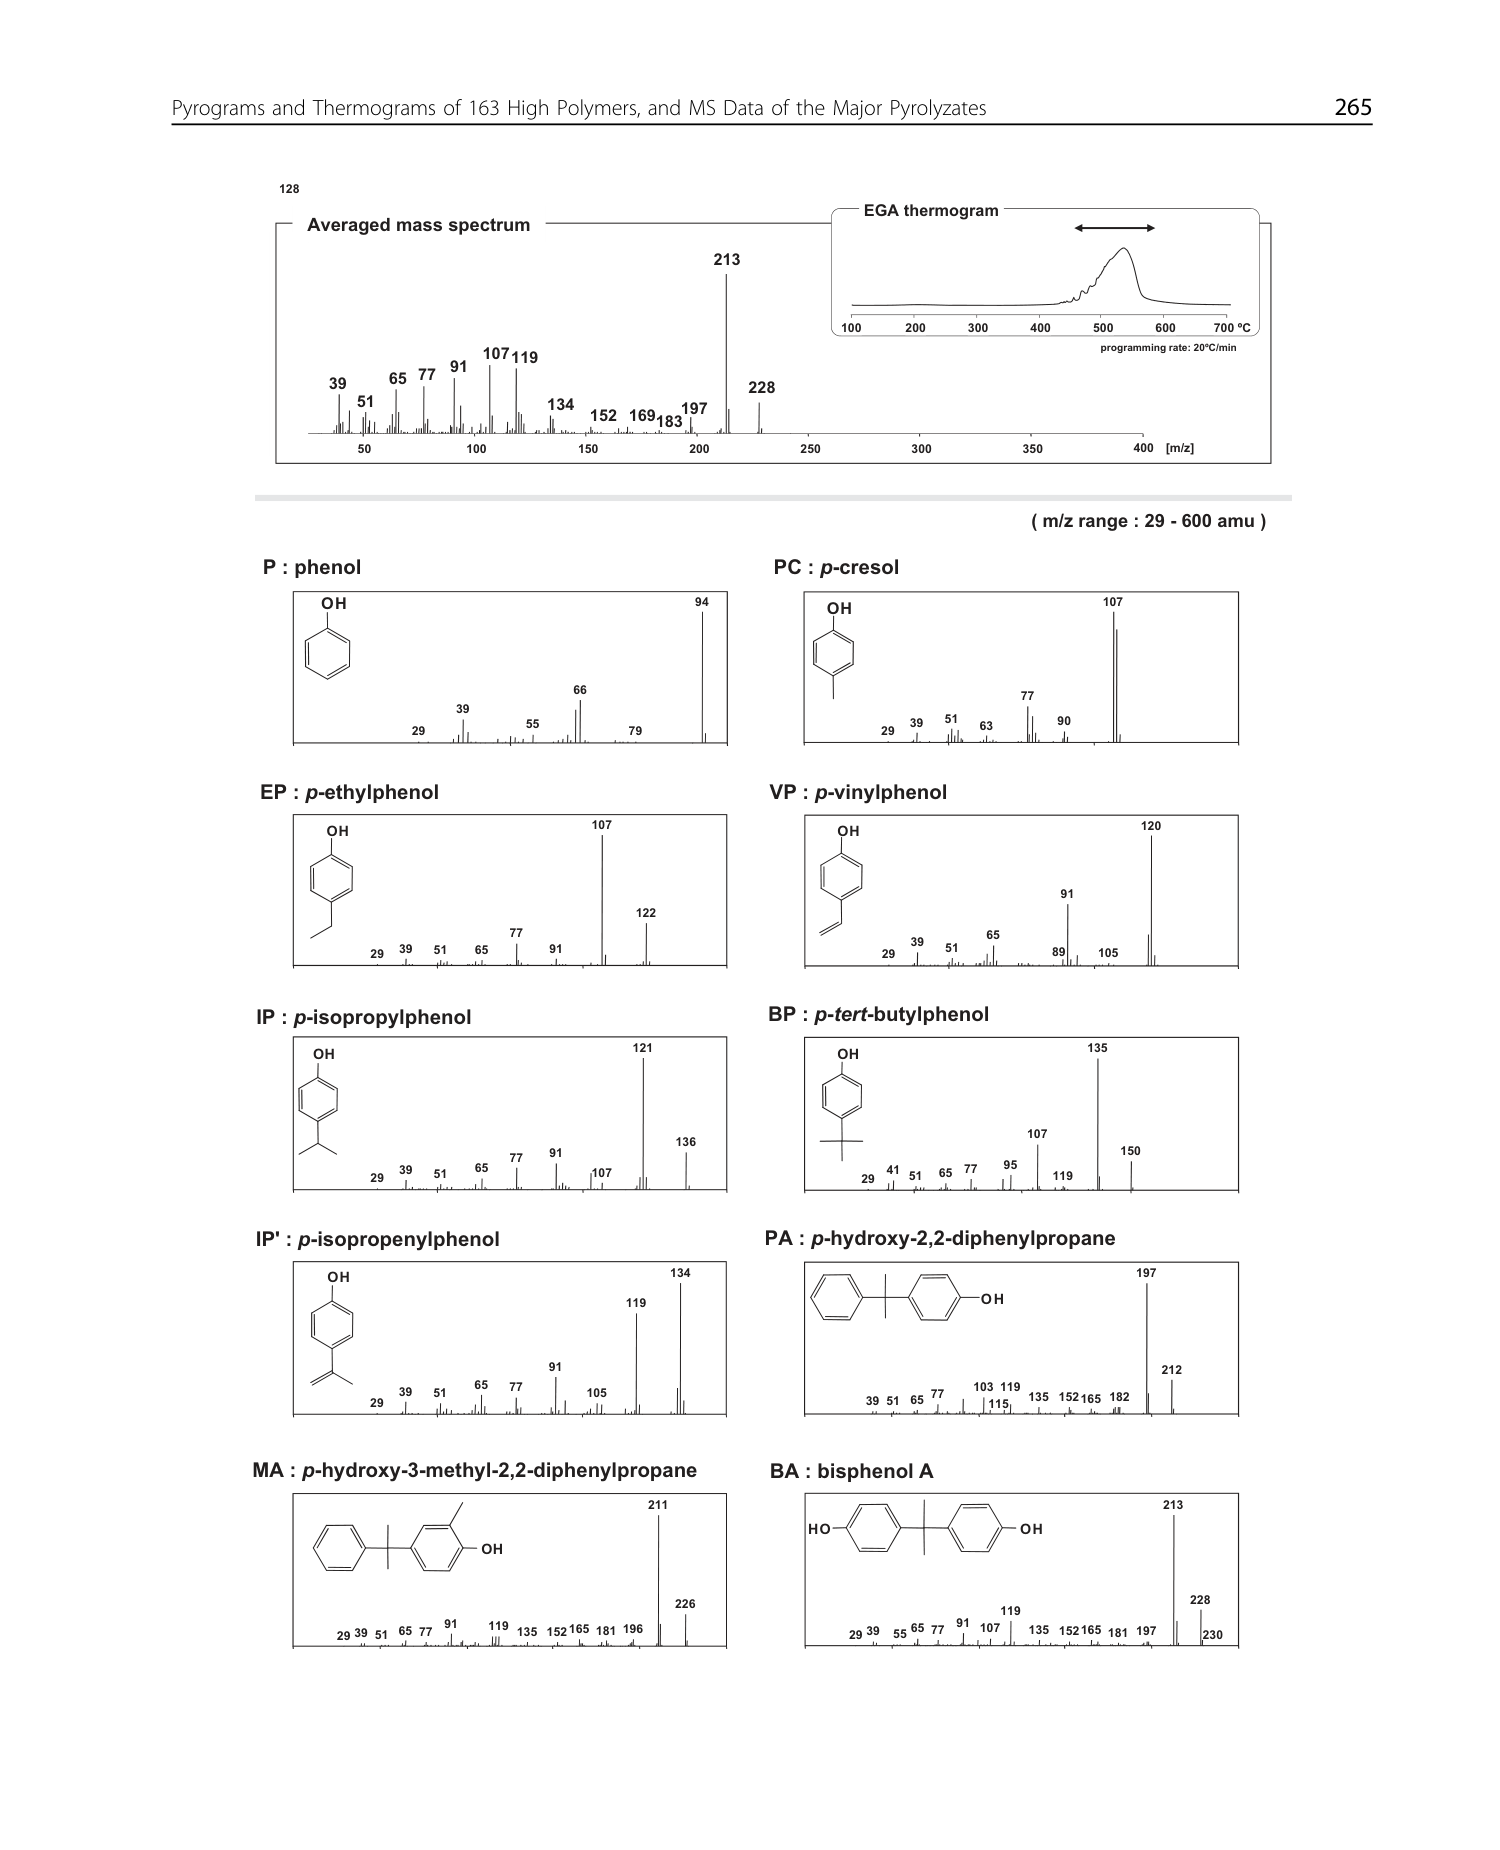 Pyrograms and Thermograms of 163 High Polymers, and MS Data of the Major Pyrolyzates 265
128
Averaged mass spectrum
EGA thermogram
100 200 300 400 500 600 700 ºC
programming rate: 20ºC/min
213
39 51 65 77 91 107 119 134 152 169 183 197 228
50 100 150 200 250 300 350 400 [m/z]
( m/z range : 29 - 600 amu )
P : phenol
OH
29 39 55 66 79 94
PC : p-cresol
OH
29 39 51 63 77 90 107
EP : p-ethylphenol
OH
29 39 51 65 77 91 107 122
VP : p-vinylphenol
OH
29 39 51 65 89 91 105 120
IP : p-isopropylphenol
OH
29 39 51 65 77 91 107 121 136
BP : p-tert-butylphenol
OH
29 41 51 65 77 95 107 119 135 150
IP' : p-isopropenylphenol
OH
29 39 51 65 77 91 105 119 134
PA : p-hydroxy-2,2-diphenylpropane
OH
39 51 65 77 103 115 119 135 152 165 182 197 212
MA : p-hydroxy-3-methyl-2,2-diphenylpropane
OH
29 39 51 65 77 91 119 135 152 165 181 196 211 226
BA : bisphenol A
HO OH
29 39 55 65 77 91 107 119 135 152 165 181 197 213 228 230